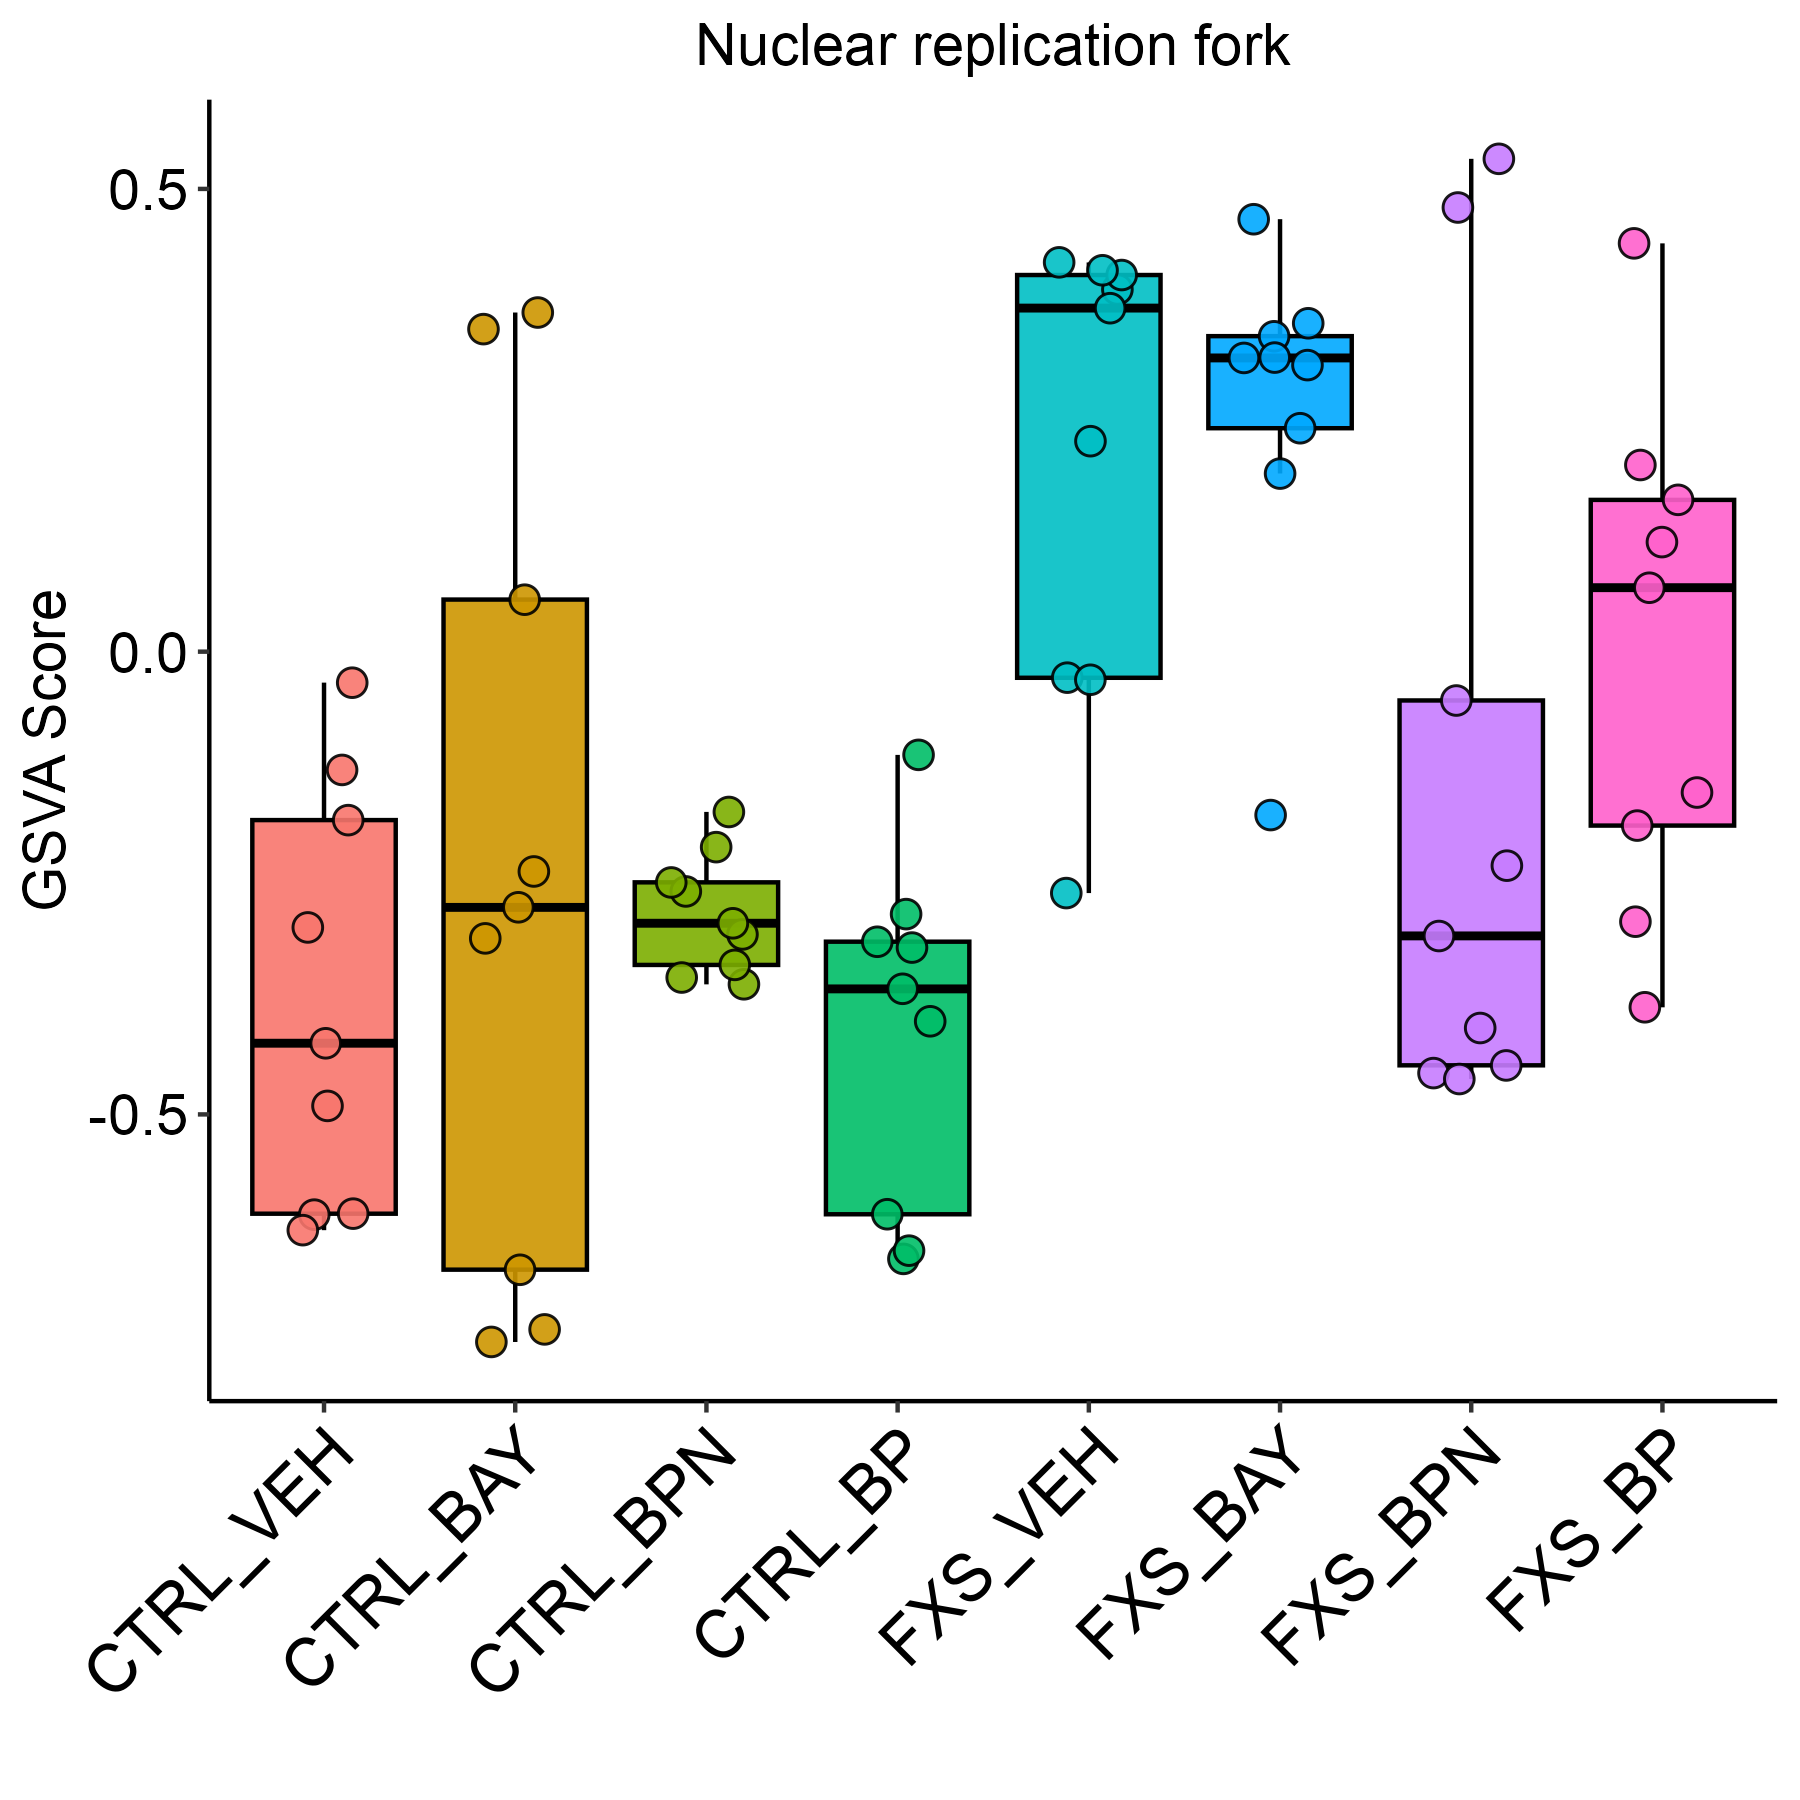 Nuclear replication fork
GSVA Score
0.5
0.0
-0.5
CTRL_VEH
CTRL_BAY
CTRL_BPN
CTRL_BP
FXS_VEH
FXS_BAY
FXS_BPN
FXS_BP